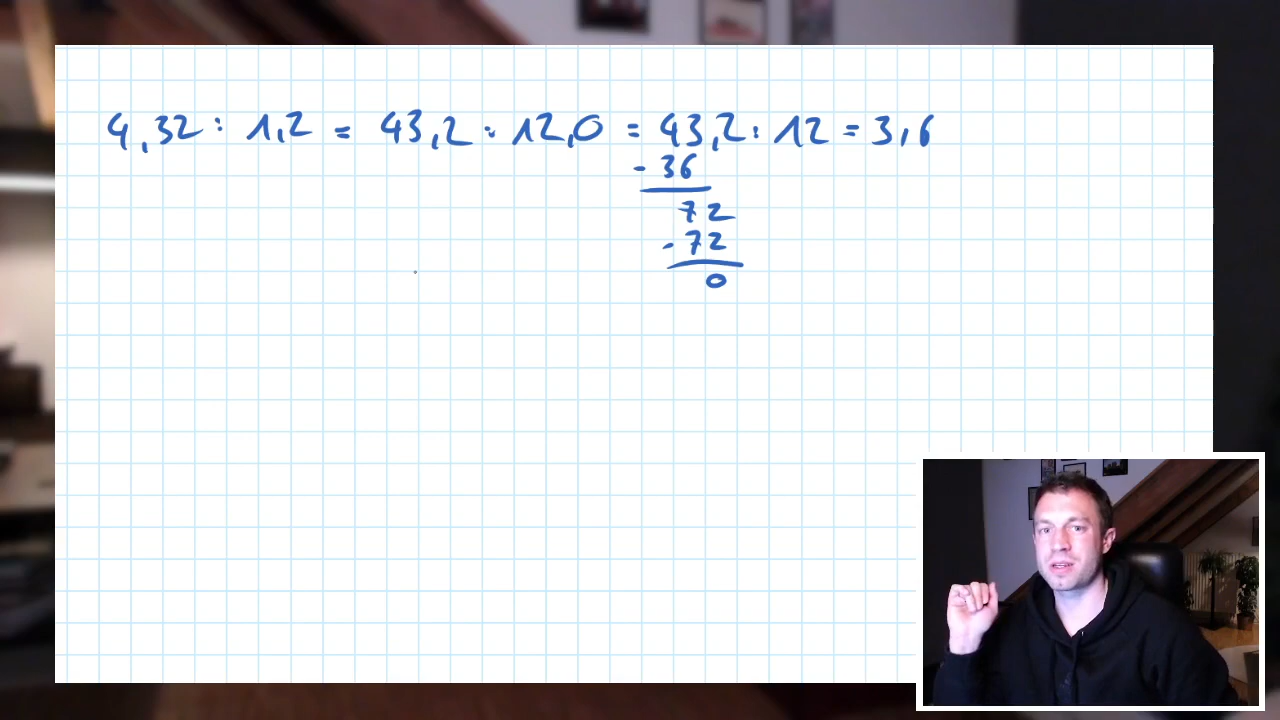 4,32 : 1,2 = 43,2 : 12,0 = 43,2 : 12 = 3,6
- 36
72
- 72
0